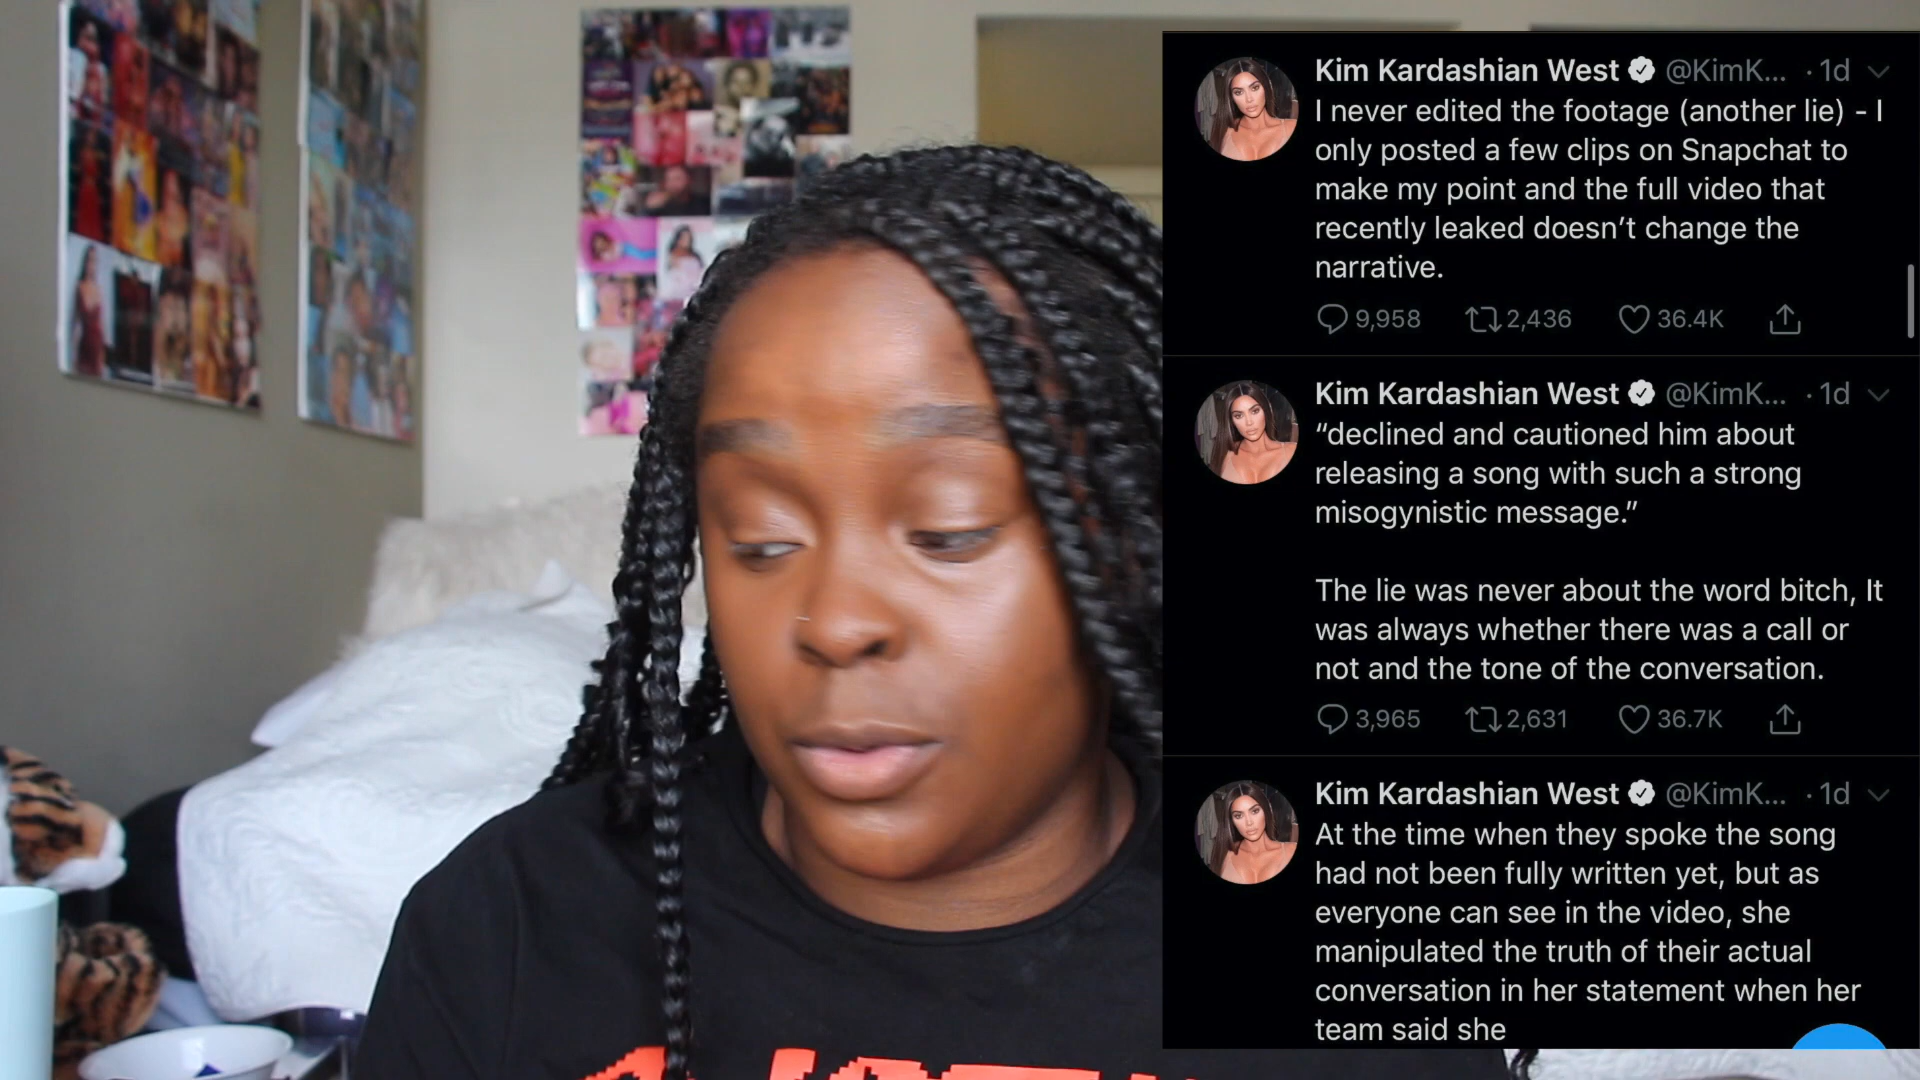 Kim Kardashian West @KimK... · 1d
I never edited the footage (another lie) - I
only posted a few clips on Snapchat to
make my point and the full video that
recently leaked doesn’t change the
narrative.
9,958 2,436 36.4K
Kim Kardashian West @KimK... · 1d
“declined and cautioned him about
releasing a song with such a strong
misogynistic message.”
The lie was never about the word bitch, It
was always whether there was a call or
not and the tone of the conversation.
3,965 2,631 36.7K
Kim Kardashian West @KimK... · 1d
At the time when they spoke the song
had not been fully written yet, but as
everyone can see in the video, she
manipulated the truth of their actual
conversation in her statement when her
team said she